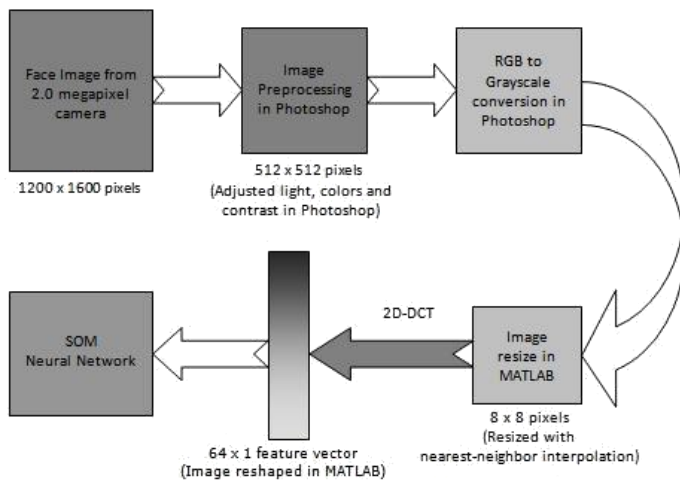 Face Image from
2.0 megapixel
camera
1200 x 1600 pixels
Image
Preprocessing
in Photoshop
512 x 512 pixels
(Adjusted light, colors and
contrast in Photoshop)
RGB to
Grayscale
conversion in
Photoshop
Image
resize in
MATLAB
8 x 8 pixels
(Resized with
nearest-neighbor interpolation)
2D-DCT
64 x 1 feature vector
(Image reshaped in MATLAB)
SOM
Neural Network